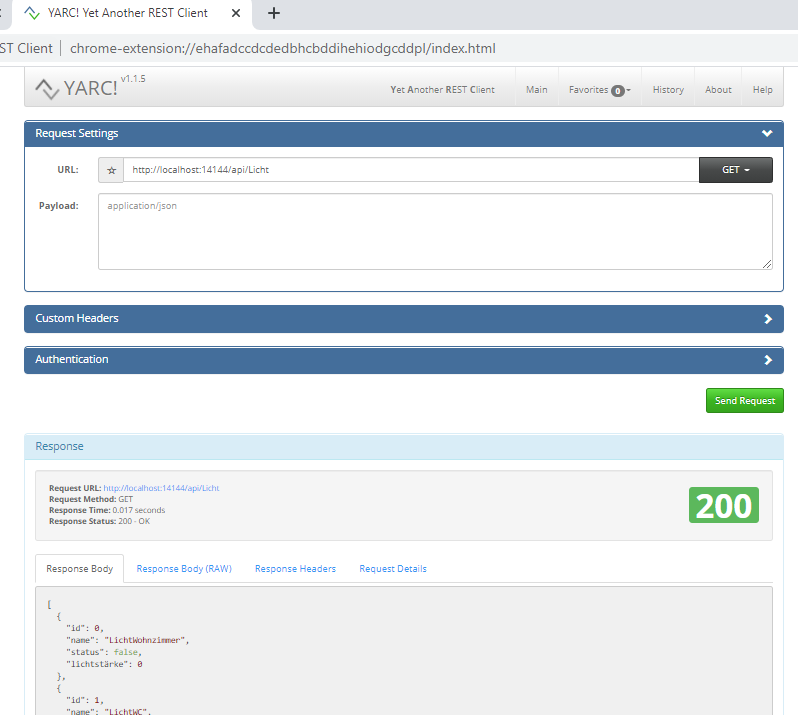 YARC! Yet Another REST Client
ST Client chrome-extension://ehafadccdcdedbhcbddihehiodgcddpl/index.html
YARC! v1.1.5 Yet Another REST Client Main Favorites 0 History About Help
Request Settings
URL: http://localhost:14144/api/Licht GET
Payload: application/json
Custom Headers
Authentication
Send Request
Response
Request URL: http://localhost:14144/api/Licht
Request Method: GET
Response Time: 0.017 seconds
Response Status: 200 - OK
200
Response Body Response Body (RAW) Response Headers Request Details
[
{
"id": 0,
"name": "LichtWohnzimmer",
"status": false,
"lichtstärke": 0
},
{
"id": 1,
"name": "LichtWC",